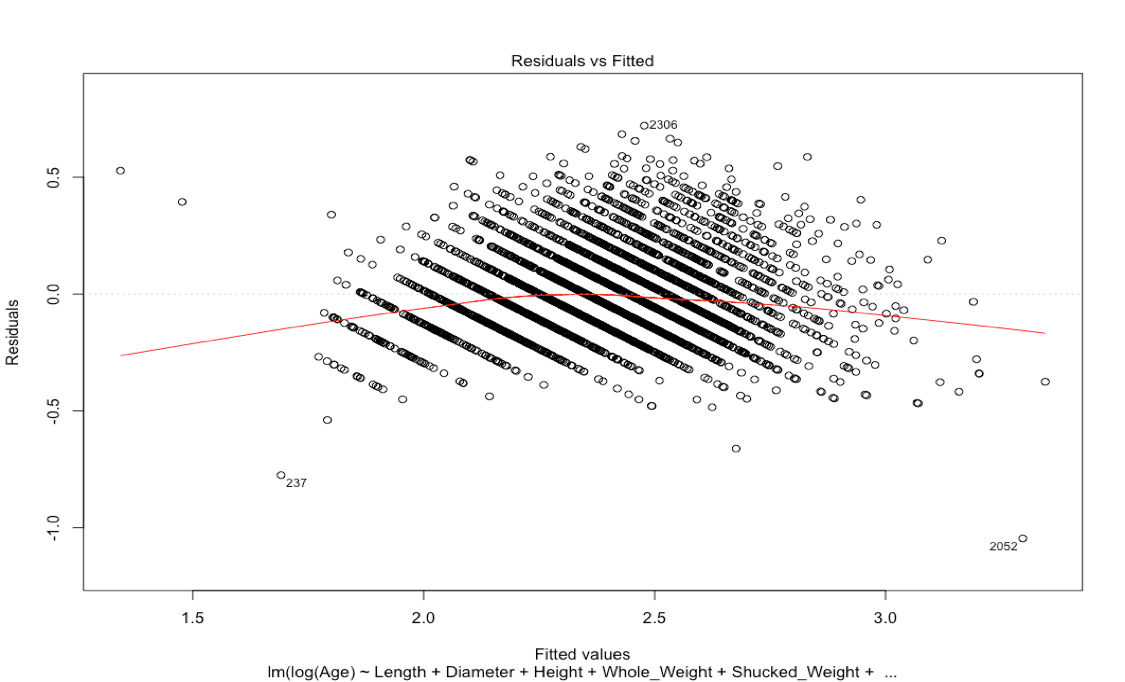 Residuals vs Fitted
2306
237
2052
0.5
0.0
-0.5
-1.0
Residuals
1.5 2.0 2.5 3.0
Fitted values
lm(log(Age) ~ Length + Diameter + Height + Whole_Weight + Shucked_Weight + ...